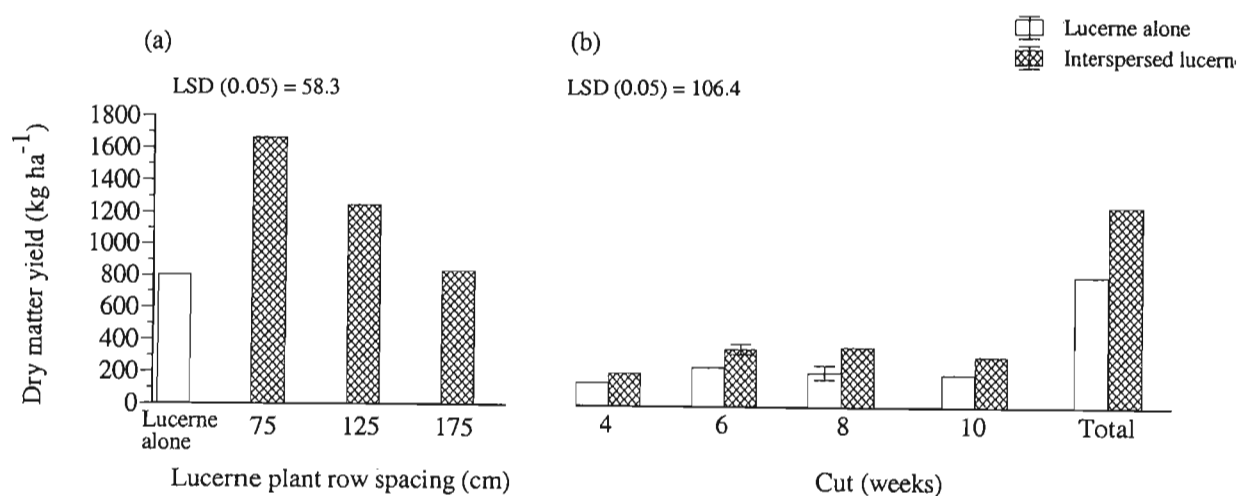 (a)
(b)
Lucerne alone
Interspersed lucern
LSD (0.05) = 58.3
LSD (0.05) = 106.4
Dry matter yield (kg ha⁻¹)
1800
1600
1400
1200
1000
800
600
400
200
0
Lucerne
alone
75
125
175
Lucerne plant row spacing (cm)
4
6
8
10
Total
Cut (weeks)